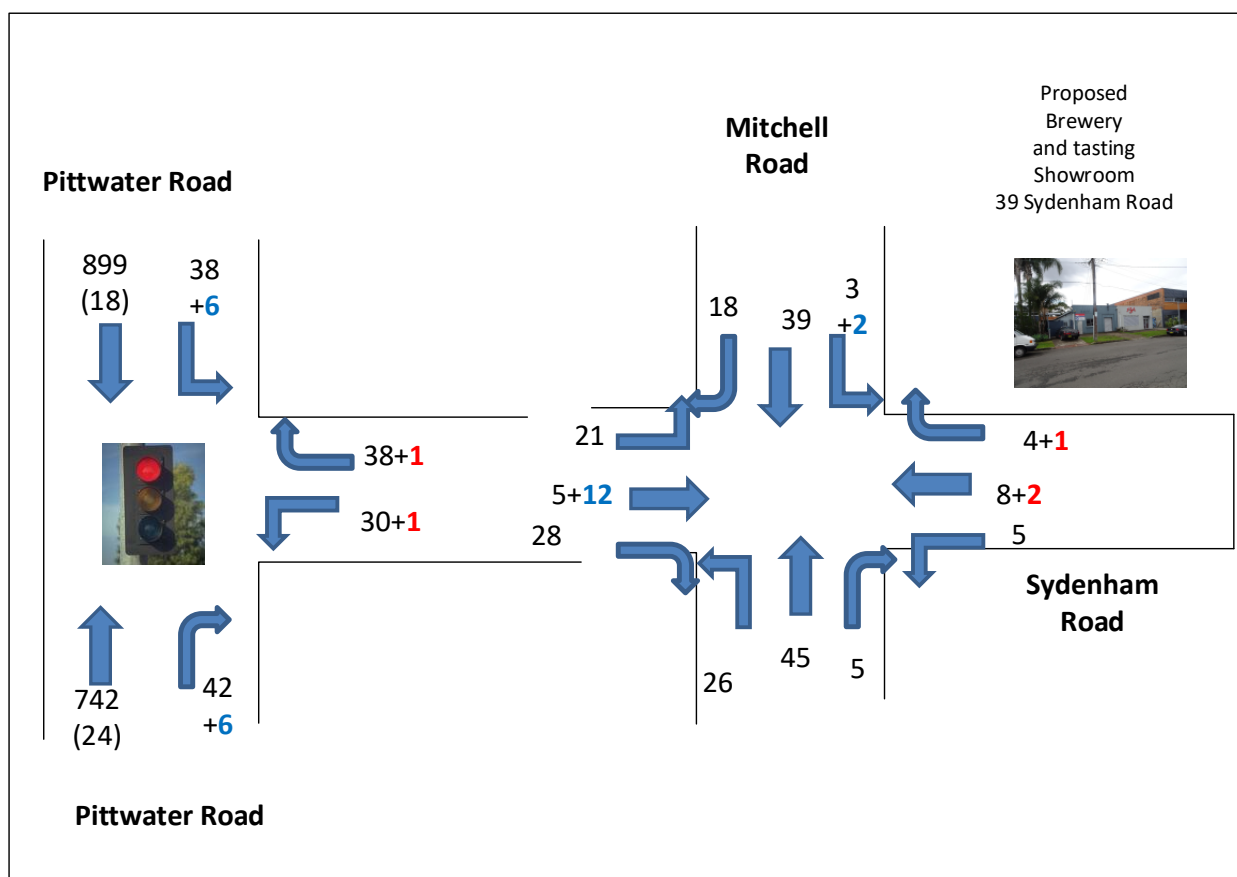 Proposed
Brewery
and tasting
Showroom
39 Sydenham Road
Mitchell
Road
Pittwater Road
899
(18)
38
+6
18
39
3
+2
21
38+1
4+1
5+12
8+2
30+1
28
5
Sydenham
Road
742
(24)
42
+6
26
45
5
Pittwater Road